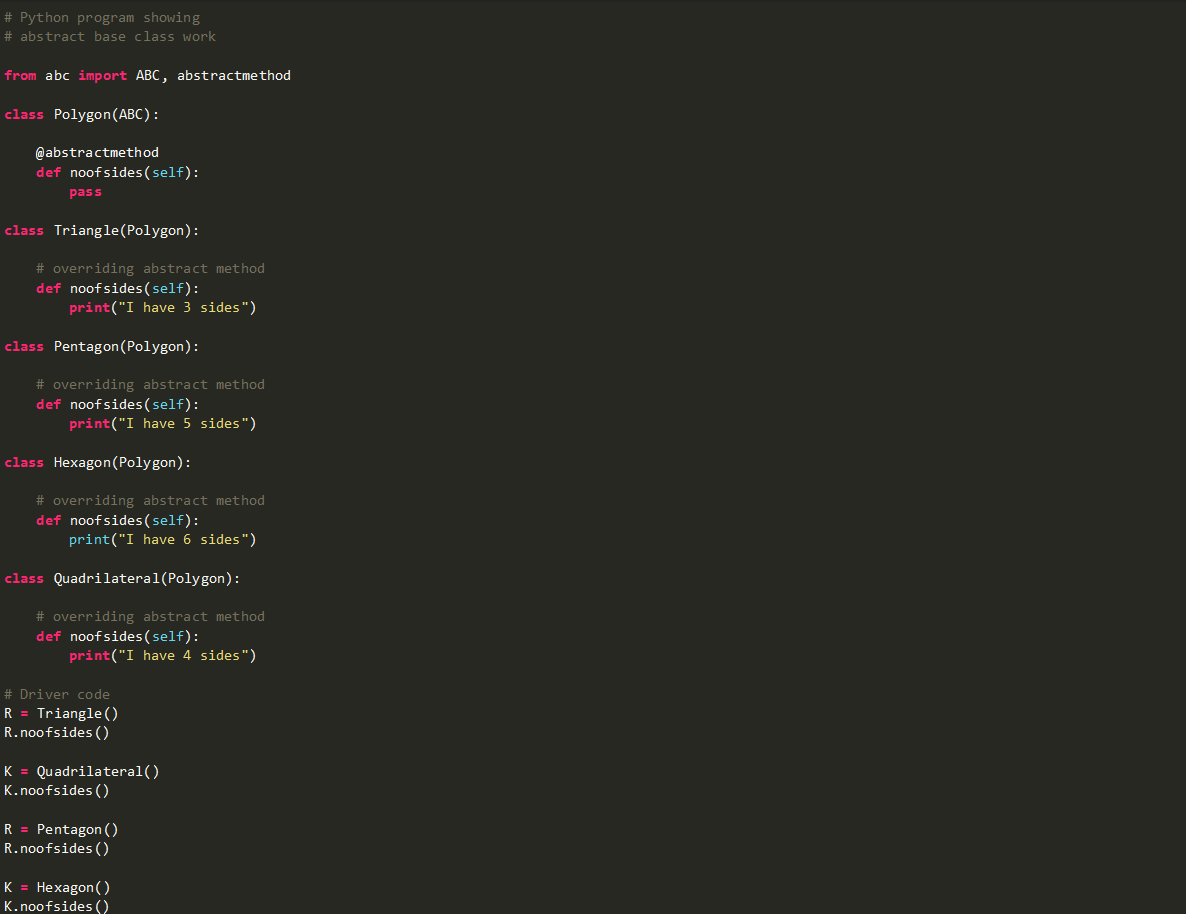 # Python program showing
# abstract base class work
from abc import ABC, abstractmethod
class Polygon(ABC):
    @abstractmethod
    def noofsides(self):
        pass
class Triangle(Polygon):
    # overriding abstract method
    def noofsides(self):
        print("I have 3 sides")
class Pentagon(Polygon):
    # overriding abstract method
    def noofsides(self):
        print("I have 5 sides")
class Hexagon(Polygon):
    # overriding abstract method
    def noofsides(self):
        print("I have 6 sides")
class Quadrilateral(Polygon):
    # overriding abstract method
    def noofsides(self):
        print("I have 4 sides")
# Driver code
R = Triangle()
R.noofsides()
K = Quadrilateral()
K.noofsides()
R = Pentagon()
R.noofsides()
K = Hexagon()
K.noofsides()